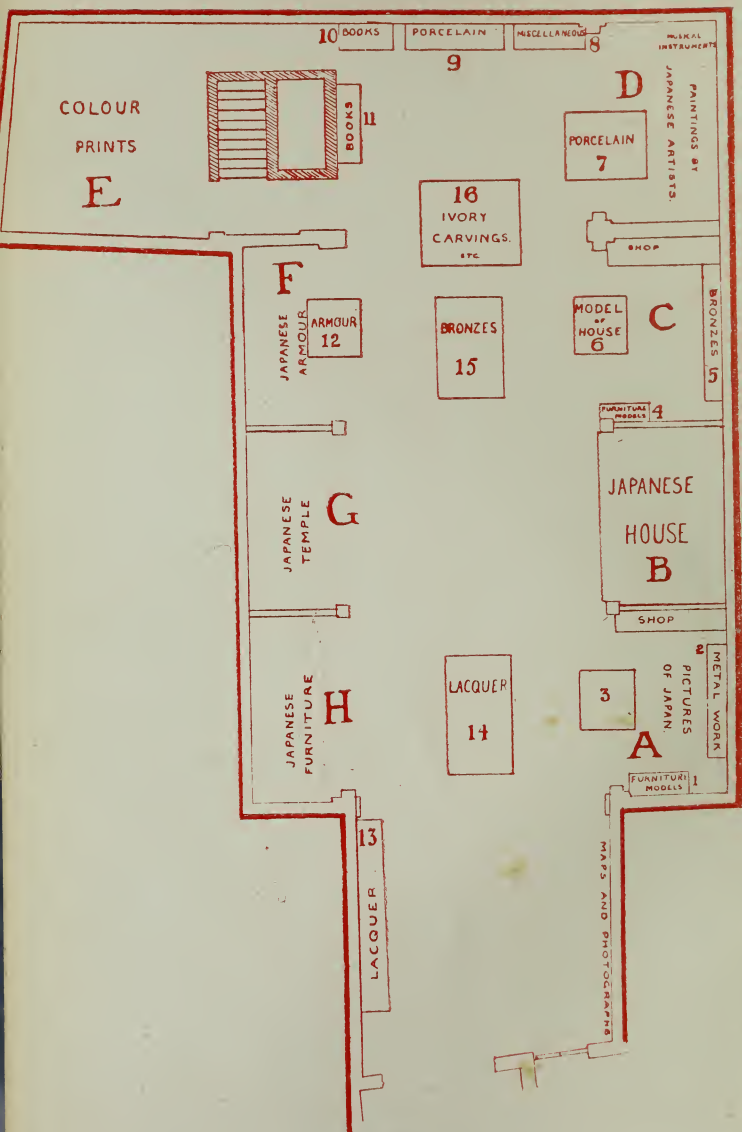 10 BOOKS
PORCELAIN
9
MISCELLANEOUS
8
MUSICAL
INSTRUMENTS
COLOUR
PRINTS
E
BOOKS
11
D
PAINTINGS BY
JAPANESE ARTISTS.
PORCELAIN
7
16
IVORY
CARVINGS.
ETC
SHOP
F
JAPANESE
ARMOUR
ARMOUR
12
BRONZES
15
MODEL
OF
HOUSE
6
C
BRONZES
5
FURNITURE
MODELS
4
JAPANESE
HOUSE
B
G
JAPANESE
TEMPLE
SHOP
H
JAPANESE
FURNITURE
LACQUER
14
3
PICTURES
OF JAPAN.
2
METAL WORK
A
FURNITURE
MODELS
1
13
LACQUER
MAPS AND PHOTOGRAPHS